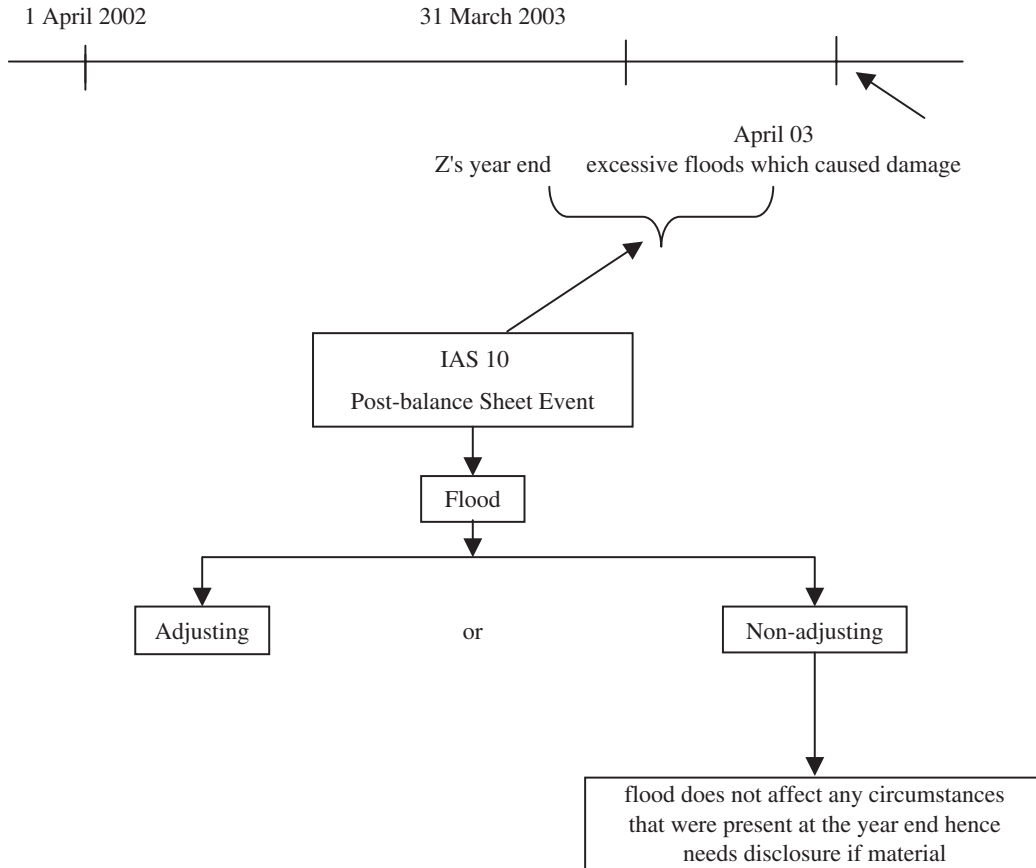 1 April 2002
31 March 2003
April 03
Z's year end
excessive floods which caused damage
IAS 10
Post-balance Sheet Event
Flood
Adjusting
or
Non-adjusting
flood does not affect any circumstances
that were present at the year end hence
needs disclosure if material